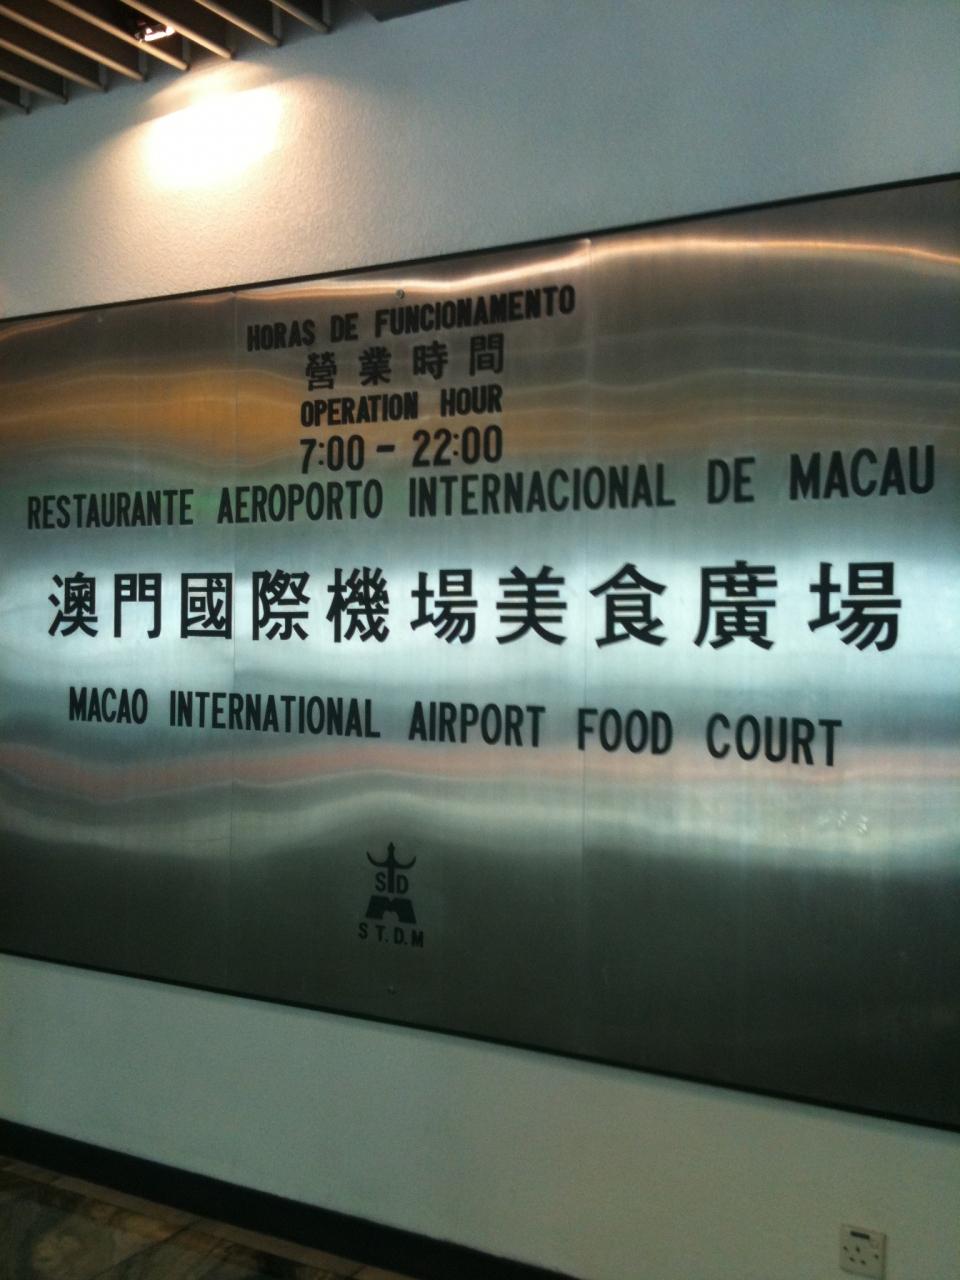 HORAS DE FUNCIONAMENTO
營業時間
OPERATION HOUR
7:00 - 22:00
RESTAURANTE AEROPORTO INTERNACIONAL DE MACAU
澳門國際機場美食廣場
MACAO INTERNATIONAL AIRPORT FOOD COURT
STD
S.T.D.M